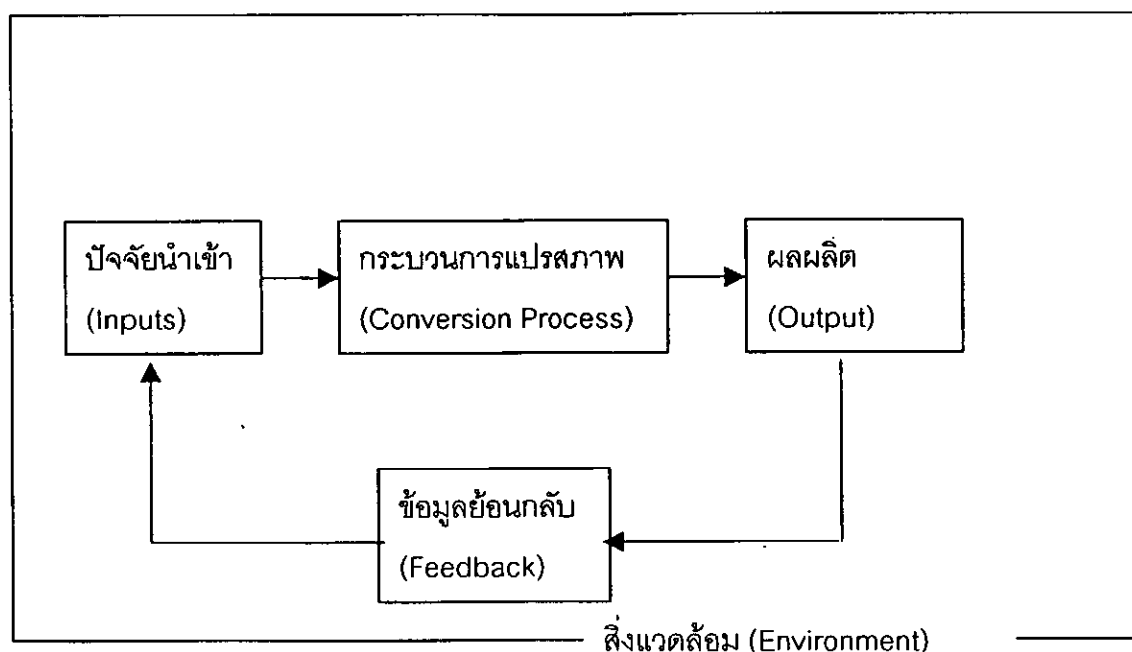 ปัจจัยนำเข้า
(Inputs)
กระบวนการแปรสภาพ
(Conversion Process)
ผลผลิต
(Output)
ข้อมูลย้อนกลับ
(Feedback)
สิ่งแวดล้อม (Environment)